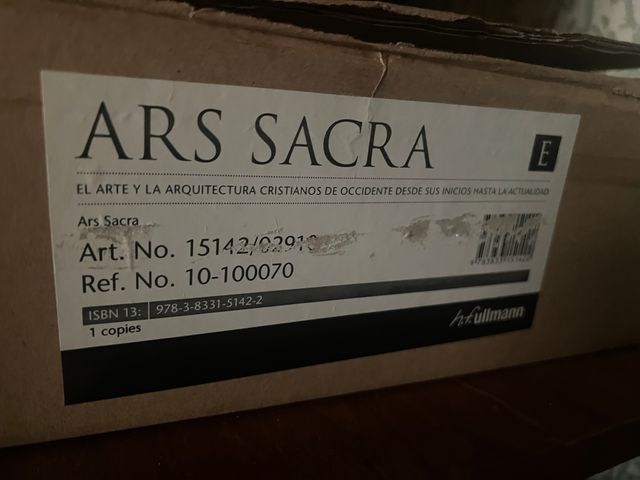 ARS SACRA
E
EL ARTE Y LA ARQUITECTURA CRISTIANOS DE OCCIDENTE DESDE SUS INICIOS HASTA LA ACTUALIDAD
Ars Sacra
Art. No. 15142/02910
Ref. No. 10-100070
ISBN 13: 978-3-8331-5142-2
1 copies
h.f.ullmann